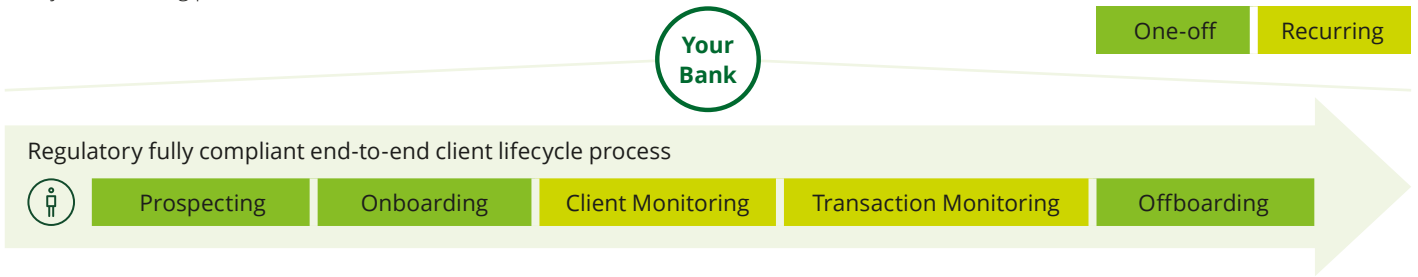 Your
Bank
One-off
Recurring
Regulatory fully compliant end-to-end client lifecycle process
Prospecting
Onboarding
Client Monitoring
Transaction Monitoring
Offboarding